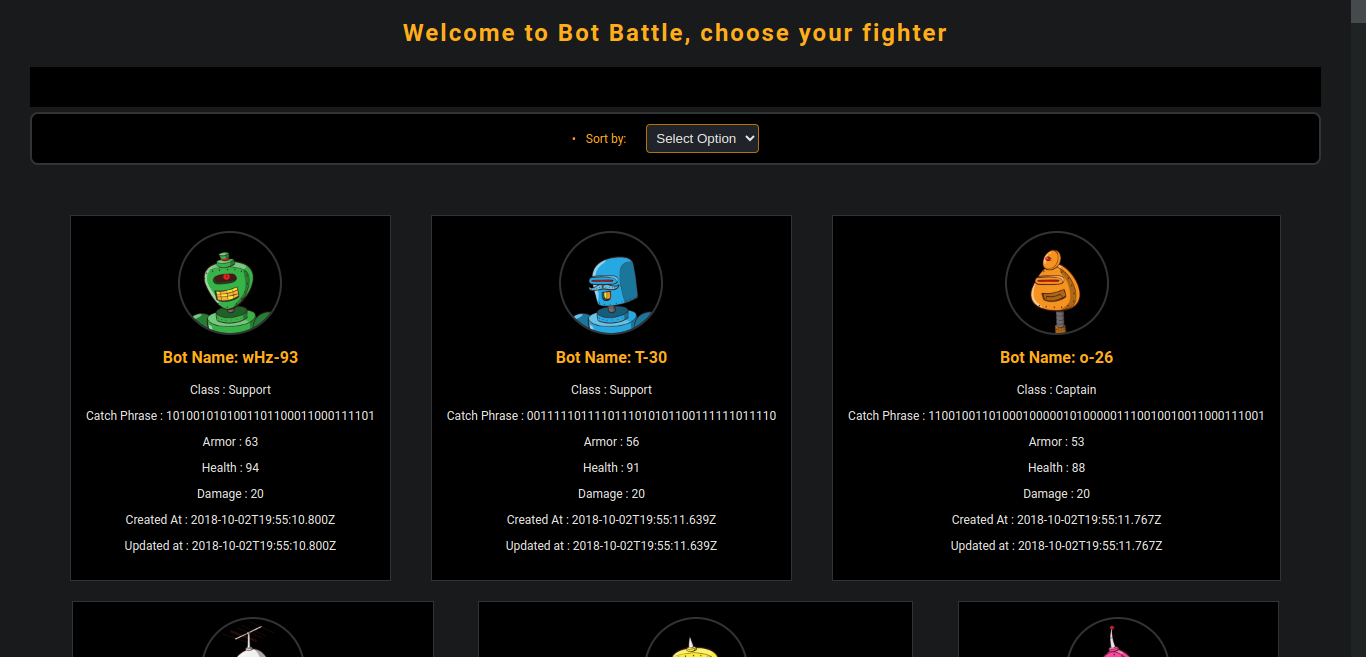 Welcome to Bot Battle, choose your fighter
• Sort by: Select Option
Bot Name: wHz-93
Class : Support
Catch Phrase : 1010010101001101100011000111101
Armor : 63
Health : 94
Damage : 20
Created At : 2018-10-02T19:55:10.800Z
Updated at : 2018-10-02T19:55:10.800Z
Bot Name: T-30
Class : Support
Catch Phrase : 0011111011110111010101100111111011110
Armor : 56
Health : 91
Damage : 20
Created At : 2018-10-02T19:55:11.639Z
Updated at : 2018-10-02T19:55:11.639Z
Bot Name: o-26
Class : Captain
Catch Phrase : 11001001101000100000101000001110010010011000111001
Armor : 53
Health : 88
Damage : 20
Created At : 2018-10-02T19:55:11.767Z
Updated at : 2018-10-02T19:55:11.767Z